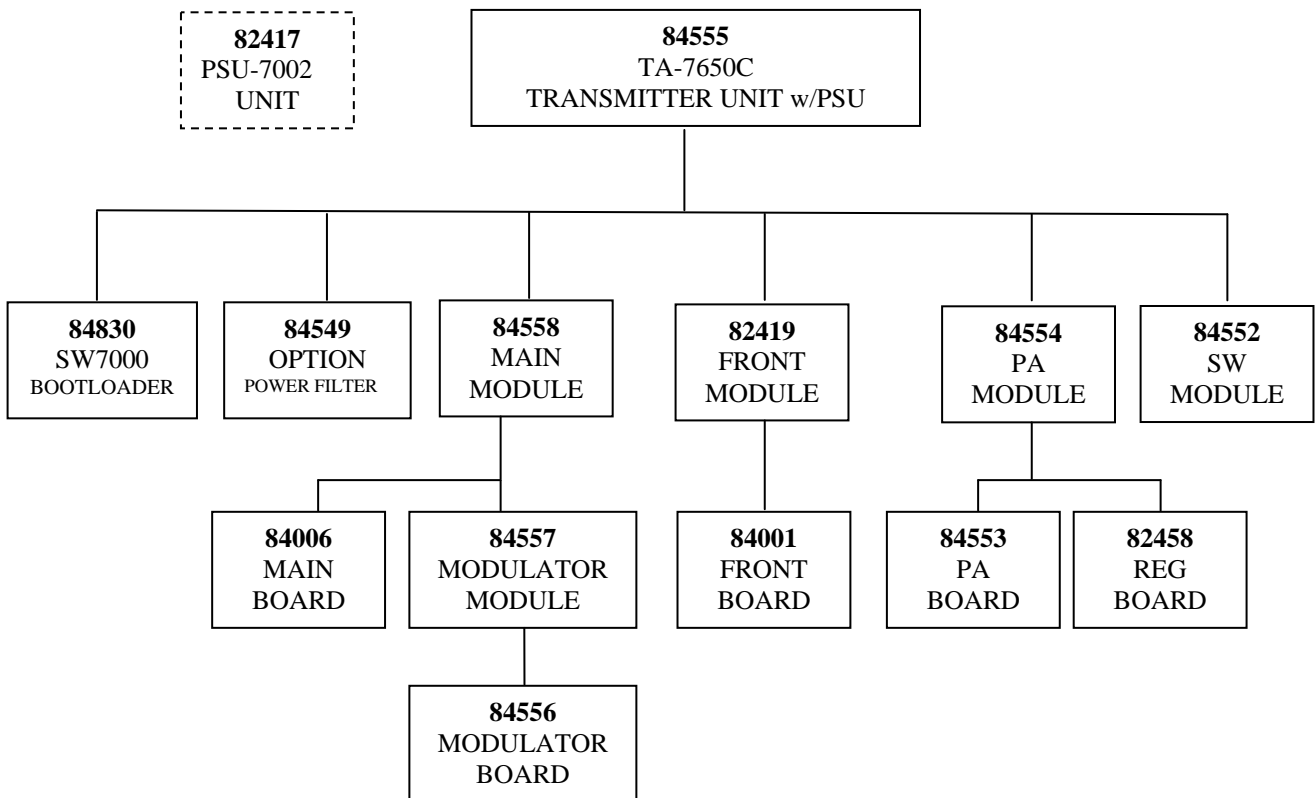 82417
PSU-7002
UNIT
84555
TA-7650C
TRANSMITTER UNIT w/PSU
84830
SW7000
BOOTLOADER
84549
OPTION
POWER FILTER
84558
MAIN
MODULE
82419
FRONT
MODULE
84554
PA
MODULE
84552
SW
MODULE
84006
MAIN
BOARD
84557
MODULATOR
MODULE
84001
FRONT
BOARD
84553
PA
BOARD
82458
REG
BOARD
84556
MODULATOR
BOARD